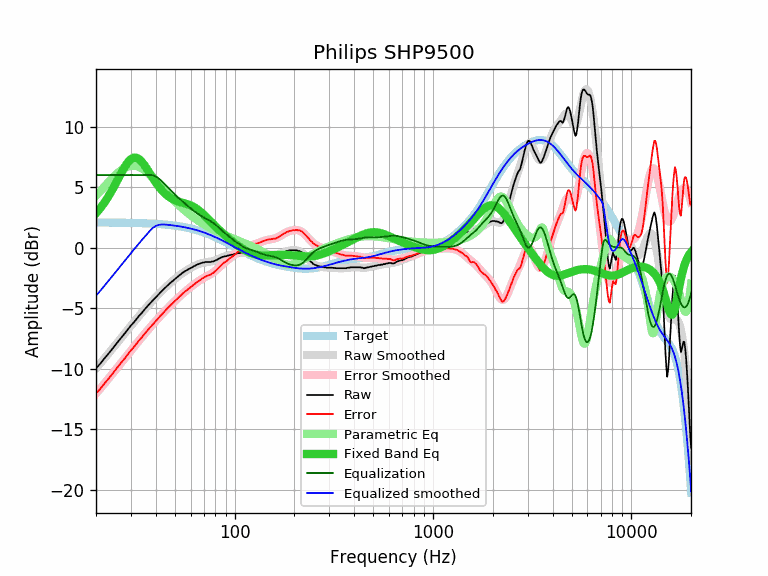 Philips SHP9500
Amplitude (dBr)
10
5
0
−5
−10
−15
−20
Target
Raw Smoothed
Error Smoothed
Raw
Error
Parametric Eq
Fixed Band Eq
Equalization
Equalized smoothed
100 1000 10000
Frequency (Hz)